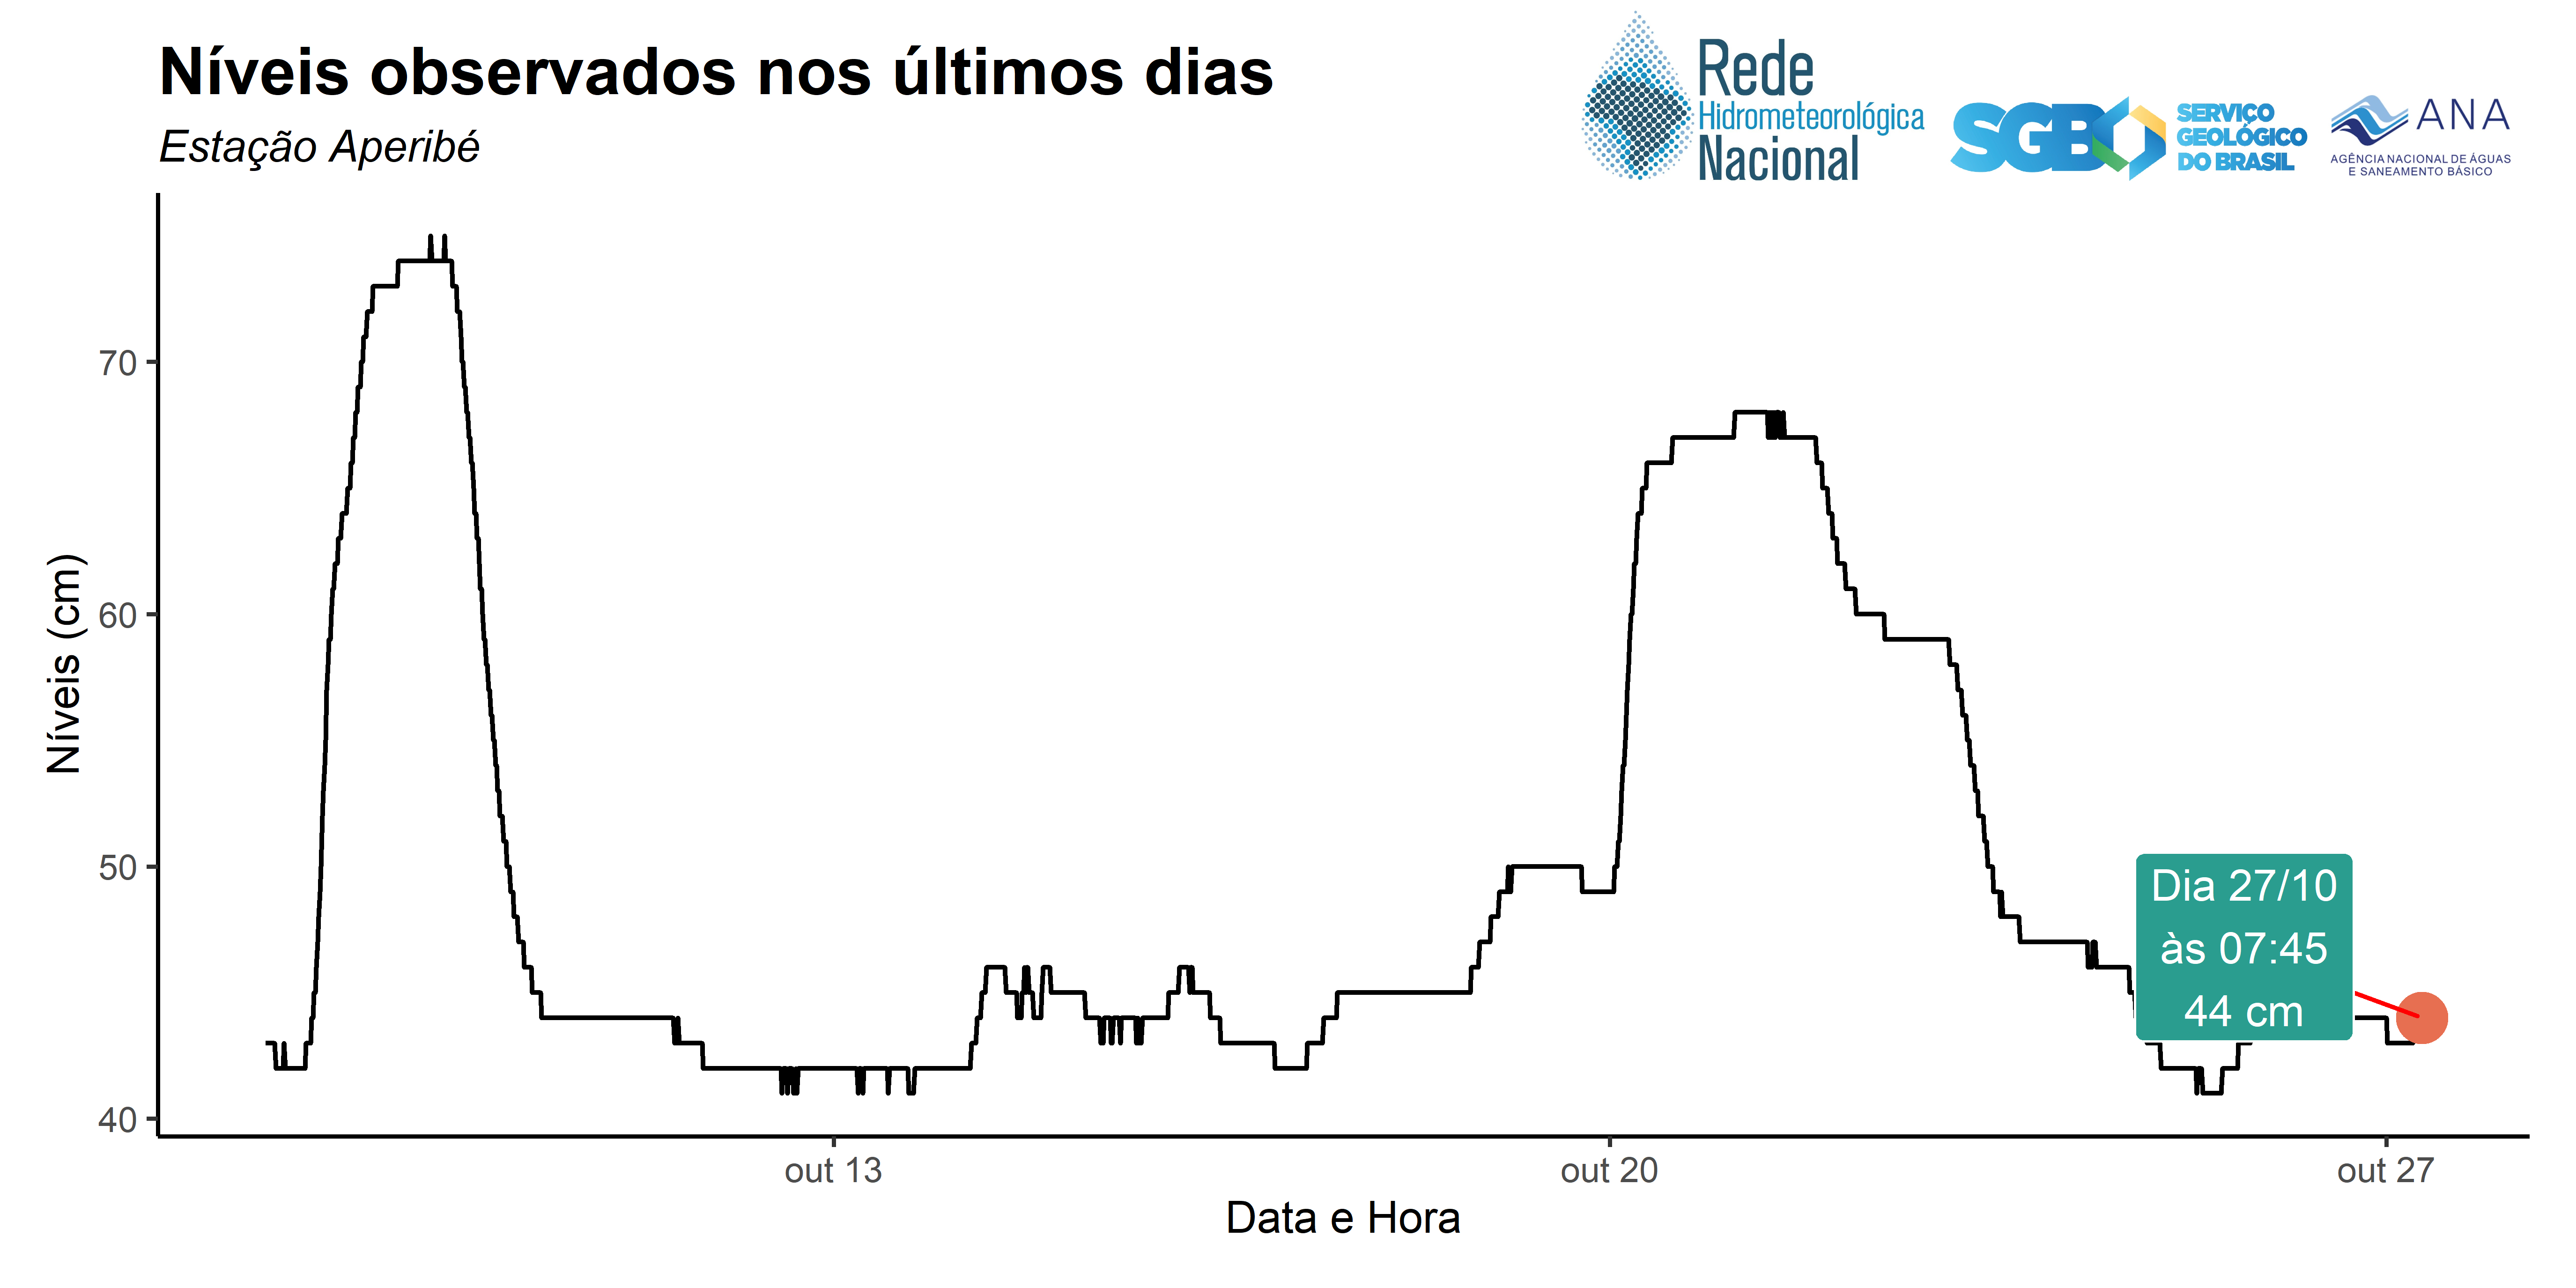 Níveis observados nos últimos dias
Estação Aperibé
Rede
Hidrometeorológica
Nacional
SGB
SERVIÇO
GEOLÓGICO
DO BRASIL
ANA
AGÊNCIA NACIONAL DE ÁGUAS
E SANEAMENTO BÁSICO
Níveis (cm)
70
60
50
40
Dia 27/10
às 07:45
44 cm
out 13
out 20
out 27
Data e Hora